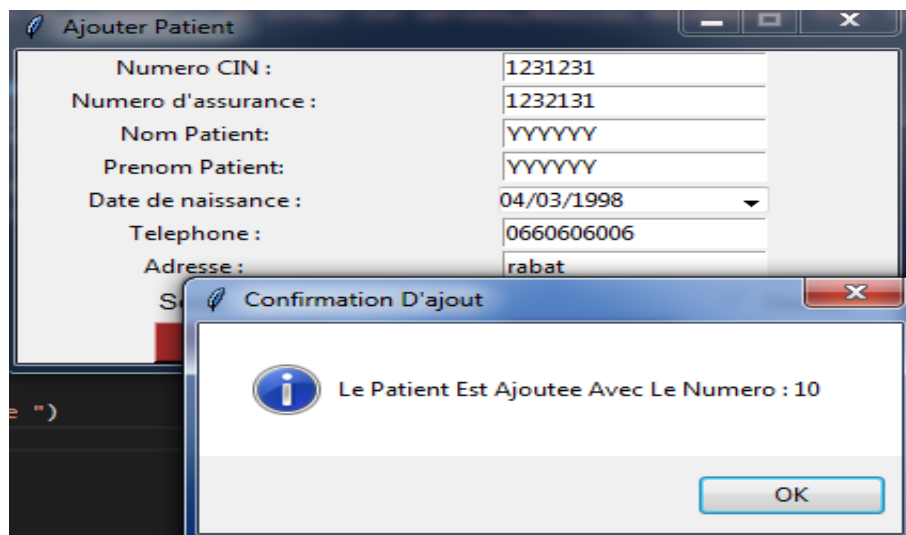 Ajouter Patient
Numero CIN : 1231231
Numero d'assurance : 1232131
Nom Patient: YYYYYY
Prenom Patient: YYYYYY
Date de naissance : 04/03/1998
Telephone : 0660606006
Adresse : rabat
Confirmation D'ajout
Le Patient Est Ajoutee Avec Le Numero : 10
e ")
OK